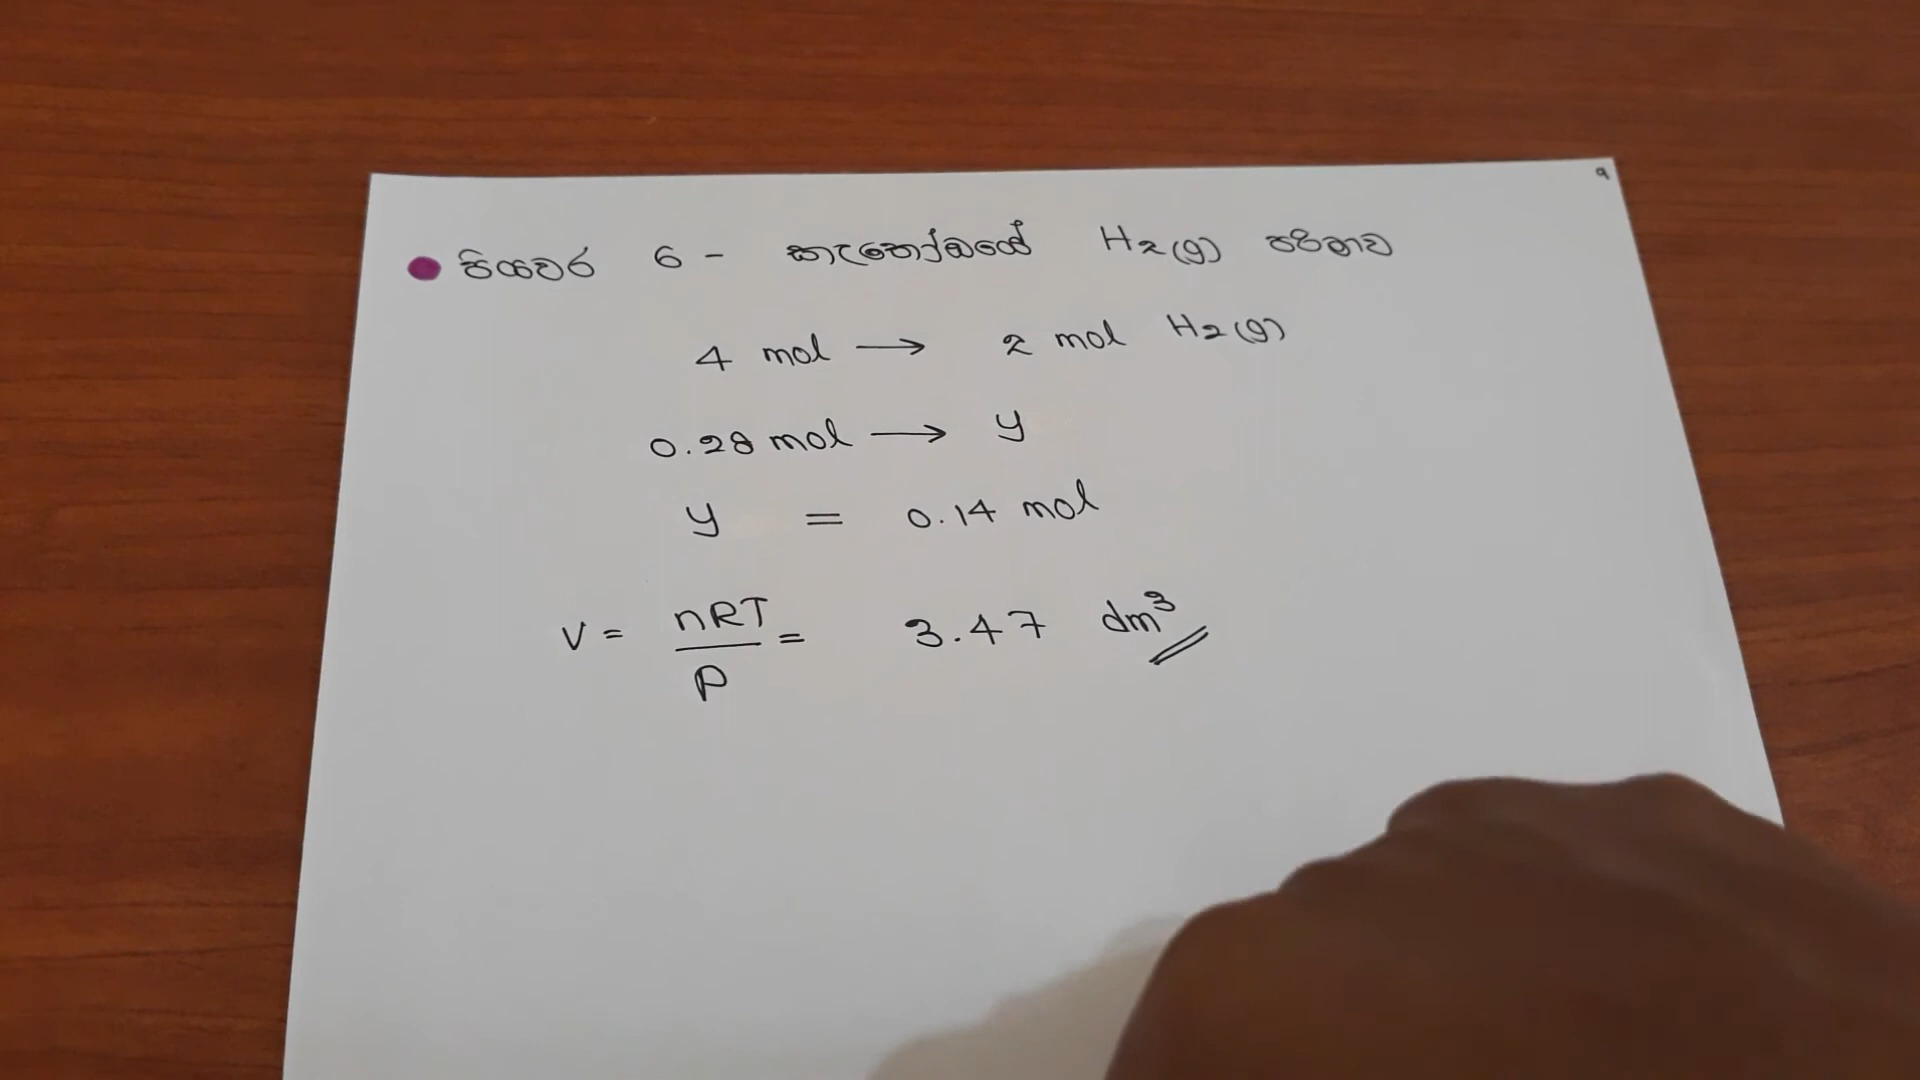 9
● පියවර 6 - කැතෝඩයේ H2(g) පරිමාව
4 mol → 2 mol H2(g)
0.28 mol → y
y = 0.14 mol
V = nRT/P = 3.47 dm³